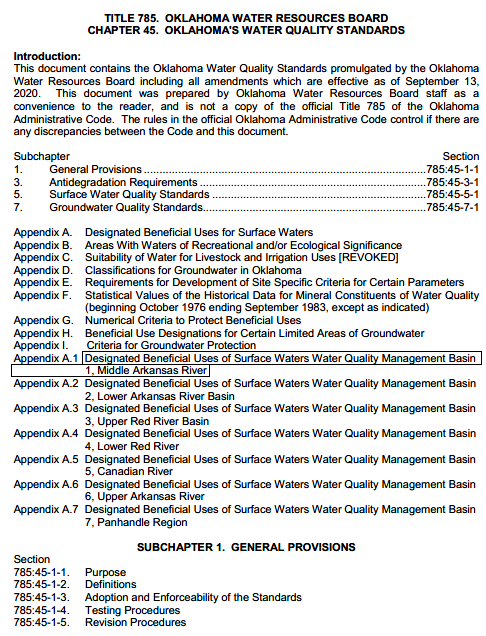 TITLE 785. OKLAHOMA WATER RESOURCES BOARD
CHAPTER 45. OKLAHOMA'S WATER QUALITY STANDARDS
Introduction:
This document contains the Oklahoma Water Quality Standards promulgated by the Oklahoma
Water Resources Board including all amendments which are effective as of September 13,
2020. This document was prepared by Oklahoma Water Resources Board staff as a
convenience to the reader, and is not a copy of the official Title 785 of the Oklahoma
Administrative Code. The rules in the official Oklahoma Administrative Code control if there are
any discrepancies between the Code and this document.
Subchapter Section
1. General Provisions ........ 785:45-1-1
3. Antidegradation Requirements ........ 785:45-3-1
5. Surface Water Quality Standards ........ 785:45-5-1
7. Groundwater Quality Standards ........ 785:45-7-1
Appendix A. Designated Beneficial Uses for Surface Waters
Appendix B. Areas With Waters of Recreational and/or Ecological Significance
Appendix C. Suitability of Water for Livestock and Irrigation Uses [REVOKED]
Appendix D. Classifications for Groundwater in Oklahoma
Appendix E. Requirements for Development of Site Specific Criteria for Certain Parameters
Appendix F. Statistical Values of the Historical Data for Mineral Constituents of Water Quality
(beginning October 1976 ending September 1983, except as indicated)
Appendix G. Numerical Criteria to Protect Beneficial Uses
Appendix H. Beneficial Use Designations for Certain Limited Areas of Groundwater
Appendix I. Criteria for Groundwater Protection
Appendix A.1 Designated Beneficial Uses of Surface Waters Water Quality Management Basin
1, Middle Arkansas River
Appendix A.2 Designated Beneficial Uses of Surface Waters Water Quality Management Basin
2, Lower Arkansas River Basin
Appendix A.3 Designated Beneficial Uses of Surface Waters Water Quality Management Basin
3, Upper Red River Basin
Appendix A.4 Designated Beneficial Uses of Surface Waters Water Quality Management Basin
4, Lower Red River
Appendix A.5 Designated Beneficial Uses of Surface Waters Water Quality Management Basin
5, Canadian River
Appendix A.6 Designated Beneficial Uses of Surface Waters Water Quality Management Basin
6, Upper Arkansas River
Appendix A.7 Designated Beneficial Uses of Surface Waters Water Quality Management Basin
7, Panhandle Region
SUBCHAPTER 1. GENERAL PROVISIONS
Section
785:45-1-1. Purpose
785:45-1-2. Definitions
785:45-1-3. Adoption and Enforceability of the Standards
785:45-1-4. Testing Procedures
785:45-1-5. Revision Procedures